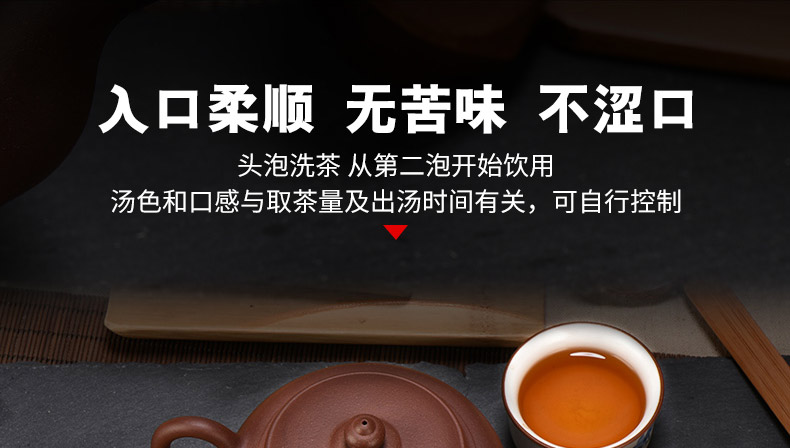 入口柔顺 无苦味 不涩口
头泡洗茶 从第二泡开始饮用
汤色和口感与取茶量及出汤时间有关，可自行控制